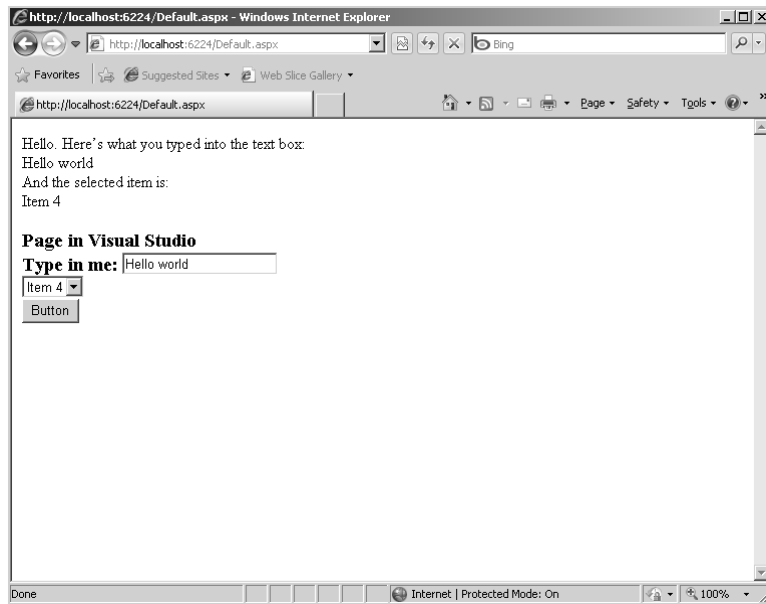 http://localhost:6224/Default.aspx - Windows Internet Explorer
http://localhost:6224/Default.aspx
Bing
Favorites
Suggested Sites
Web Slice Gallery
http://localhost:6224/Default.aspx
Page
Safety
Tools
Hello. Here's what you typed into the text box:
Hello world
And the selected item is:
Item 4
Page in Visual Studio
Type in me: Hello world
Item 4
Button
Done
Internet | Protected Mode: On
100%